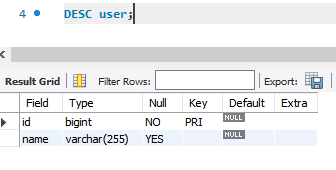 4 DESC user;
Result Grid Filter Rows: Export:
Field Type Null Key Default Extra
id bigint NO PRI NULL
name varchar(255) YES NULL